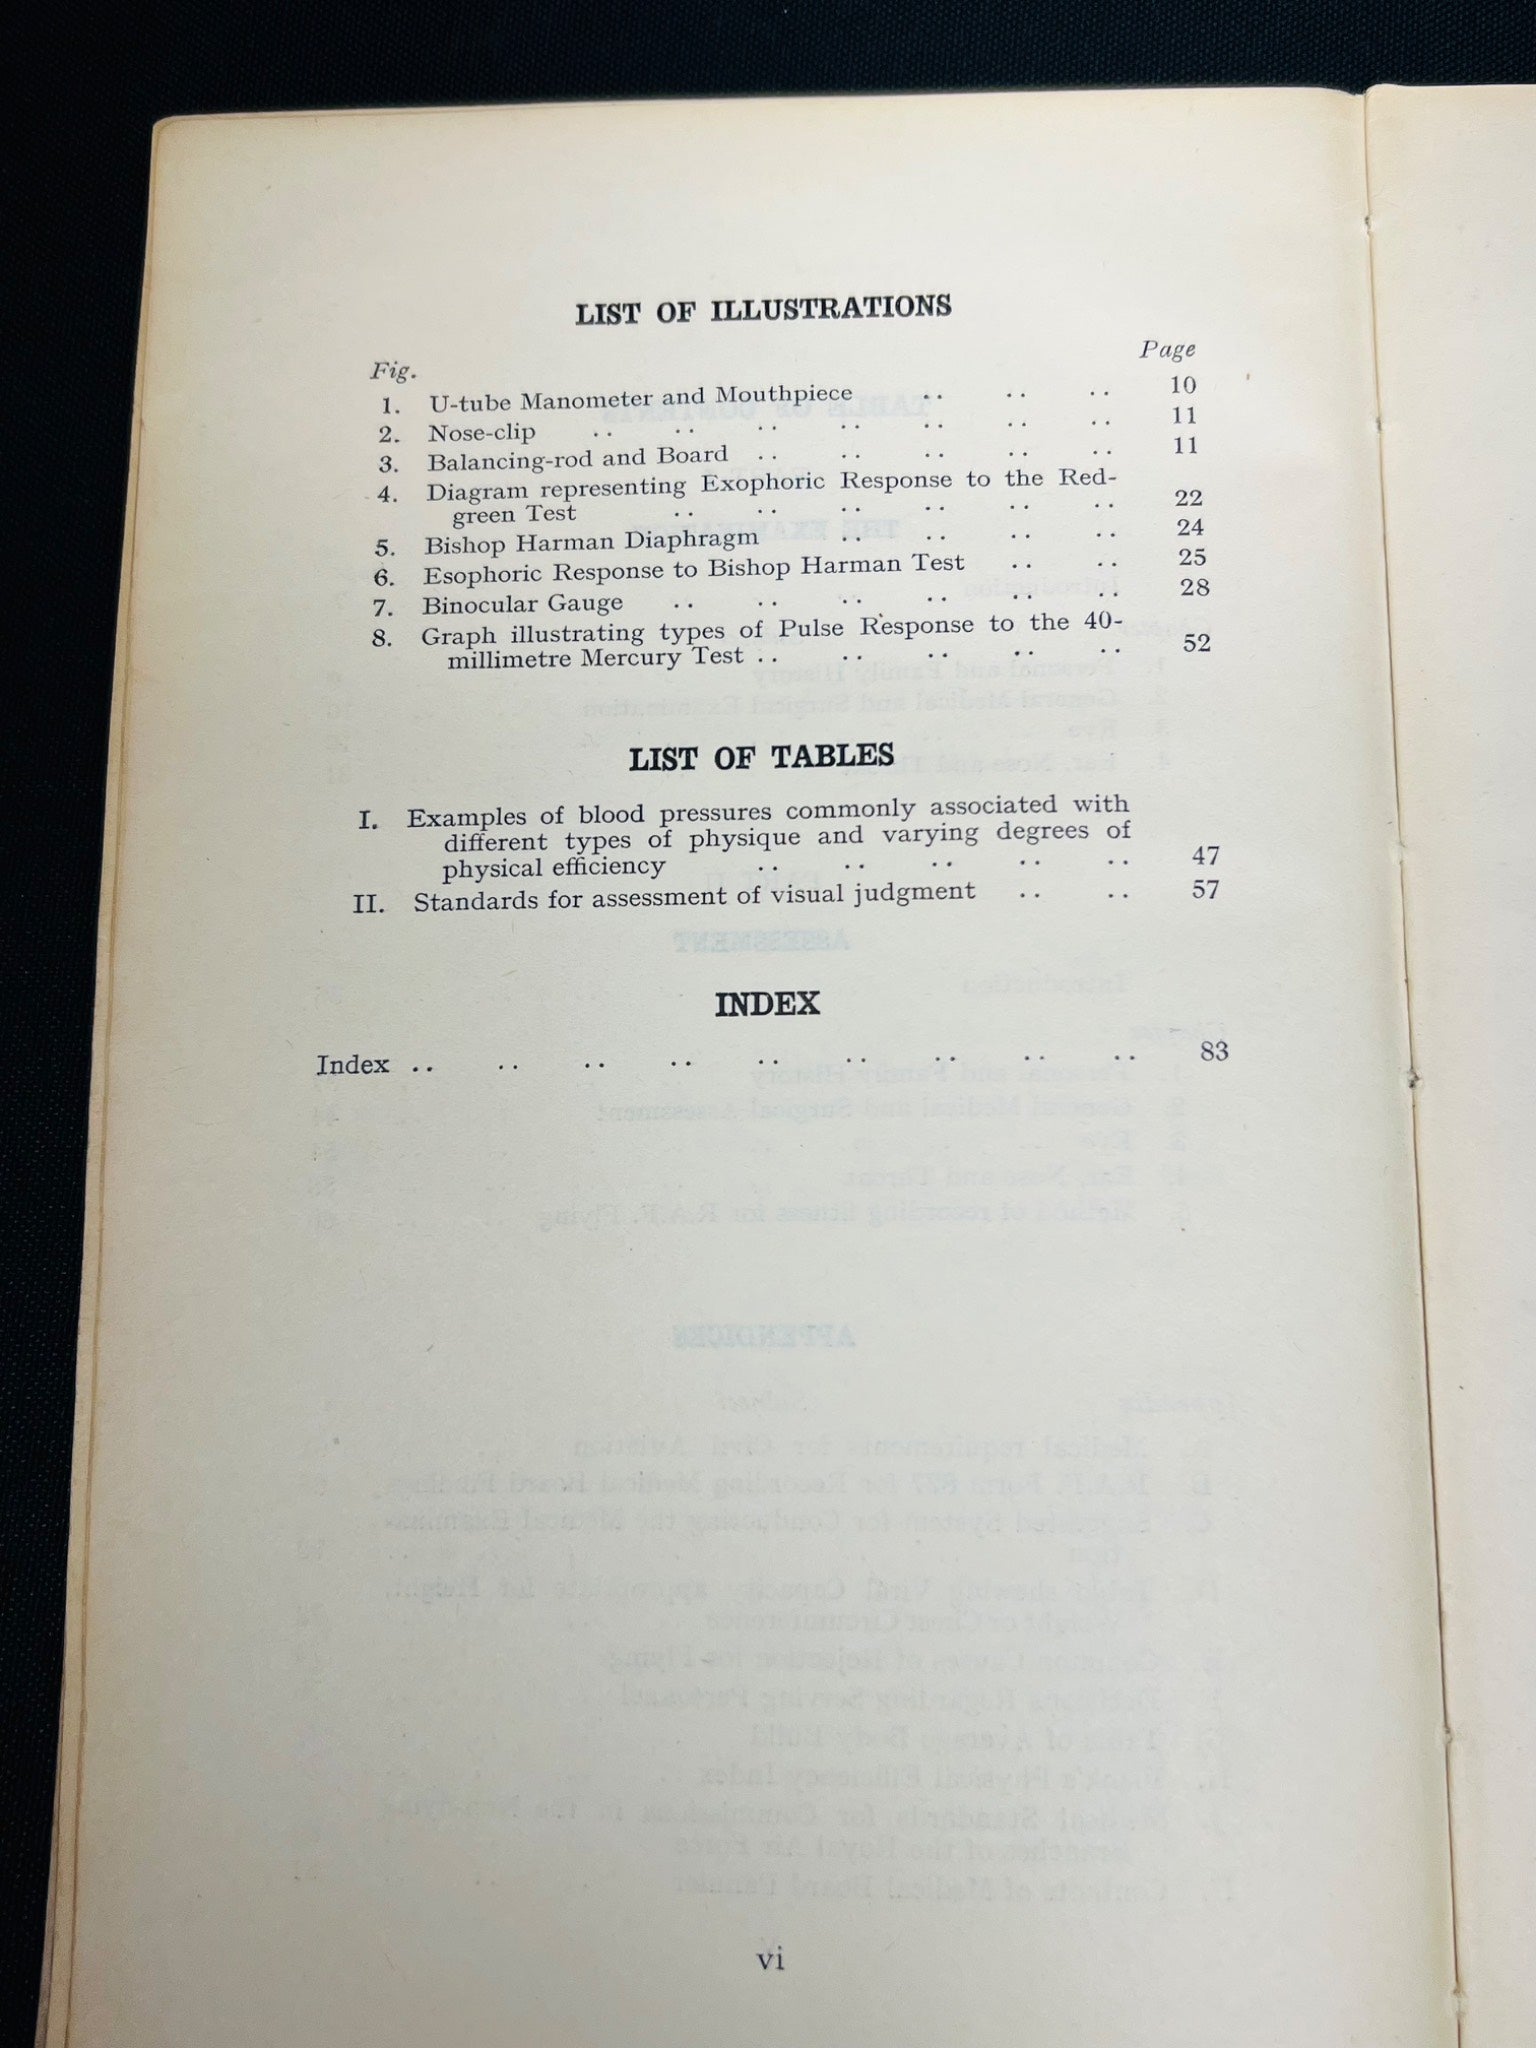 LIST OF ILLUSTRATIONS
Fig. Page
1. U-tube Manometer and Mouthpiece .. .. .. 10
2. Nose-clip .. .. .. .. .. .. .. 11
3. Balancing-rod and Board .. .. .. .. .. 11
4. Diagram representing Exophoric Response to the Red-
green Test .. .. .. .. .. .. 22
5. Bishop Harman Diaphragm .. .. .. .. 24
6. Esophoric Response to Bishop Harman Test .. .. 25
7. Binocular Gauge .. .. .. .. .. .. 28
8. Graph illustrating types of Pulse Response to the 40-
millimetre Mercury Test .. .. .. .. .. 52
LIST OF TABLES
I. Examples of blood pressures commonly associated with
different types of physique and varying degrees of
physical efficiency .. .. .. .. .. 47
II. Standards for assessment of visual judgment .. .. 57
INDEX
Index .. .. .. .. .. .. .. .. .. 83
vi